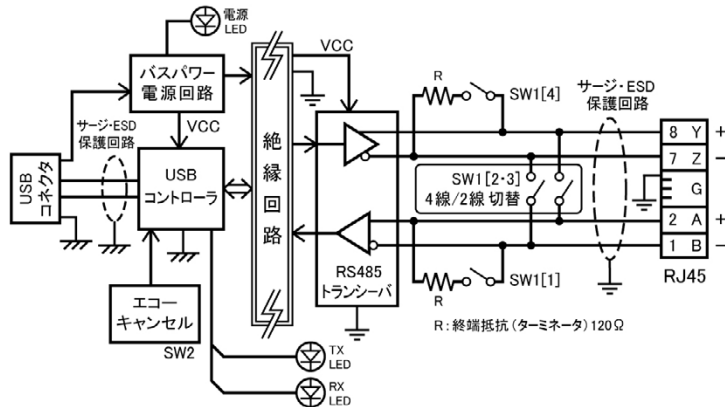 電源
LED
バスパワー
電源回路
VCC
サージ・ESD
保護回路
VCC
USB
コネクタ
USB
コントローラ
絶縁回路
エコー
キャンセル
SW2
TX
LED
RX
LED
R
SW1[4]
サージ・ESD
保護回路
8 Y +
7 Z −
G
2 A +
1 B −
RJ45
SW1[2・3]
4線/2線 切替
RS485
トランシーバ
R
SW1[1]
R:終端抵抗(ターミネータ)120Ω